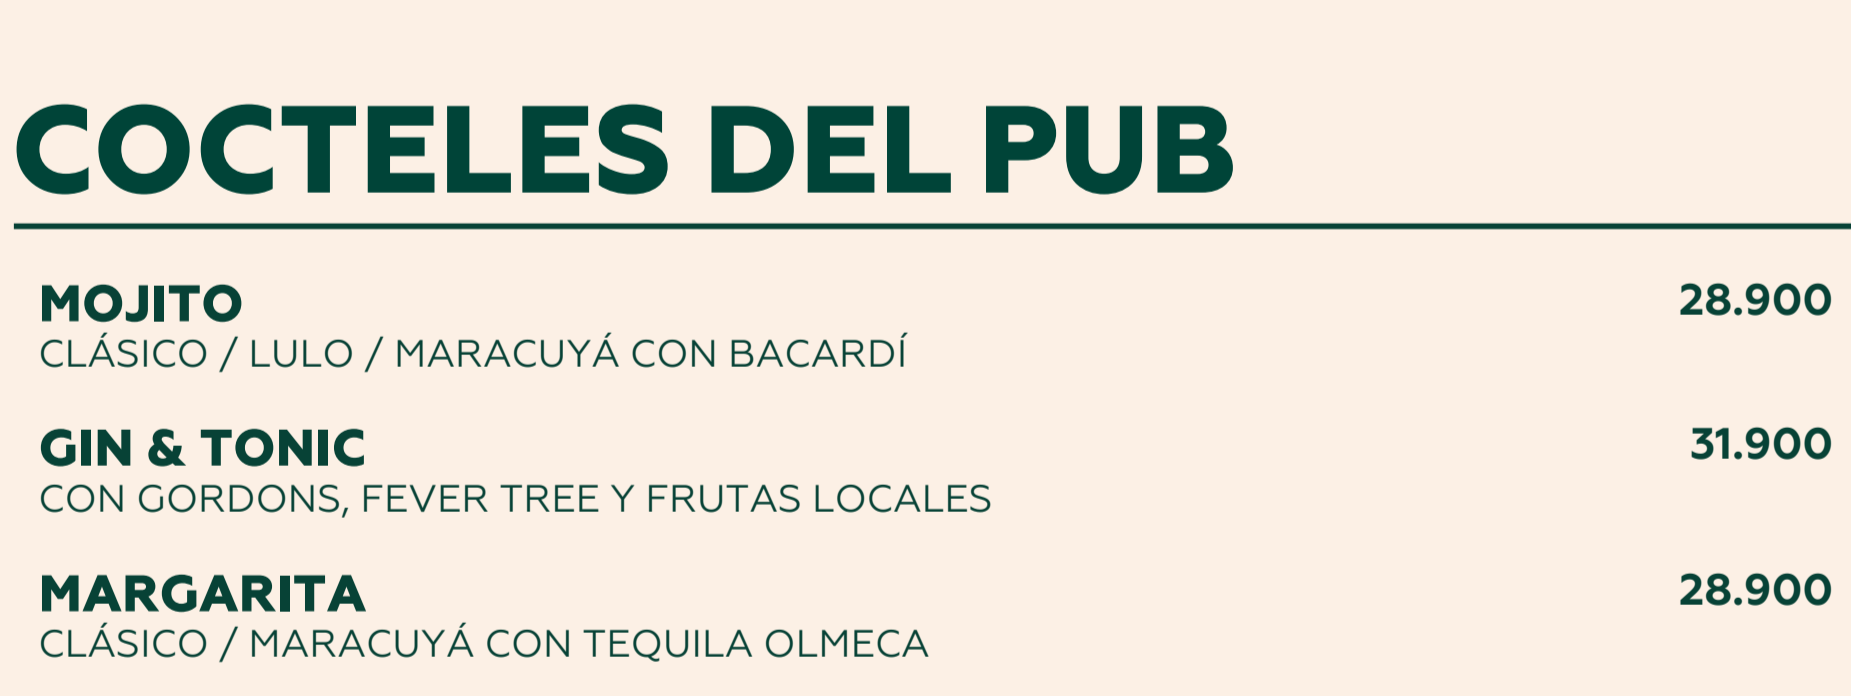 COCTELES DEL PUB
MOJITO 28.900
CLÁSICO / LULO / MARACUYÁ CON BACARDÍ
GIN & TONIC 31.900
CON GORDONS, FEVER TREE Y FRUTAS LOCALES
MARGARITA 28.900
CLÁSICO / MARACUYÁ CON TEQUILA OLMECA